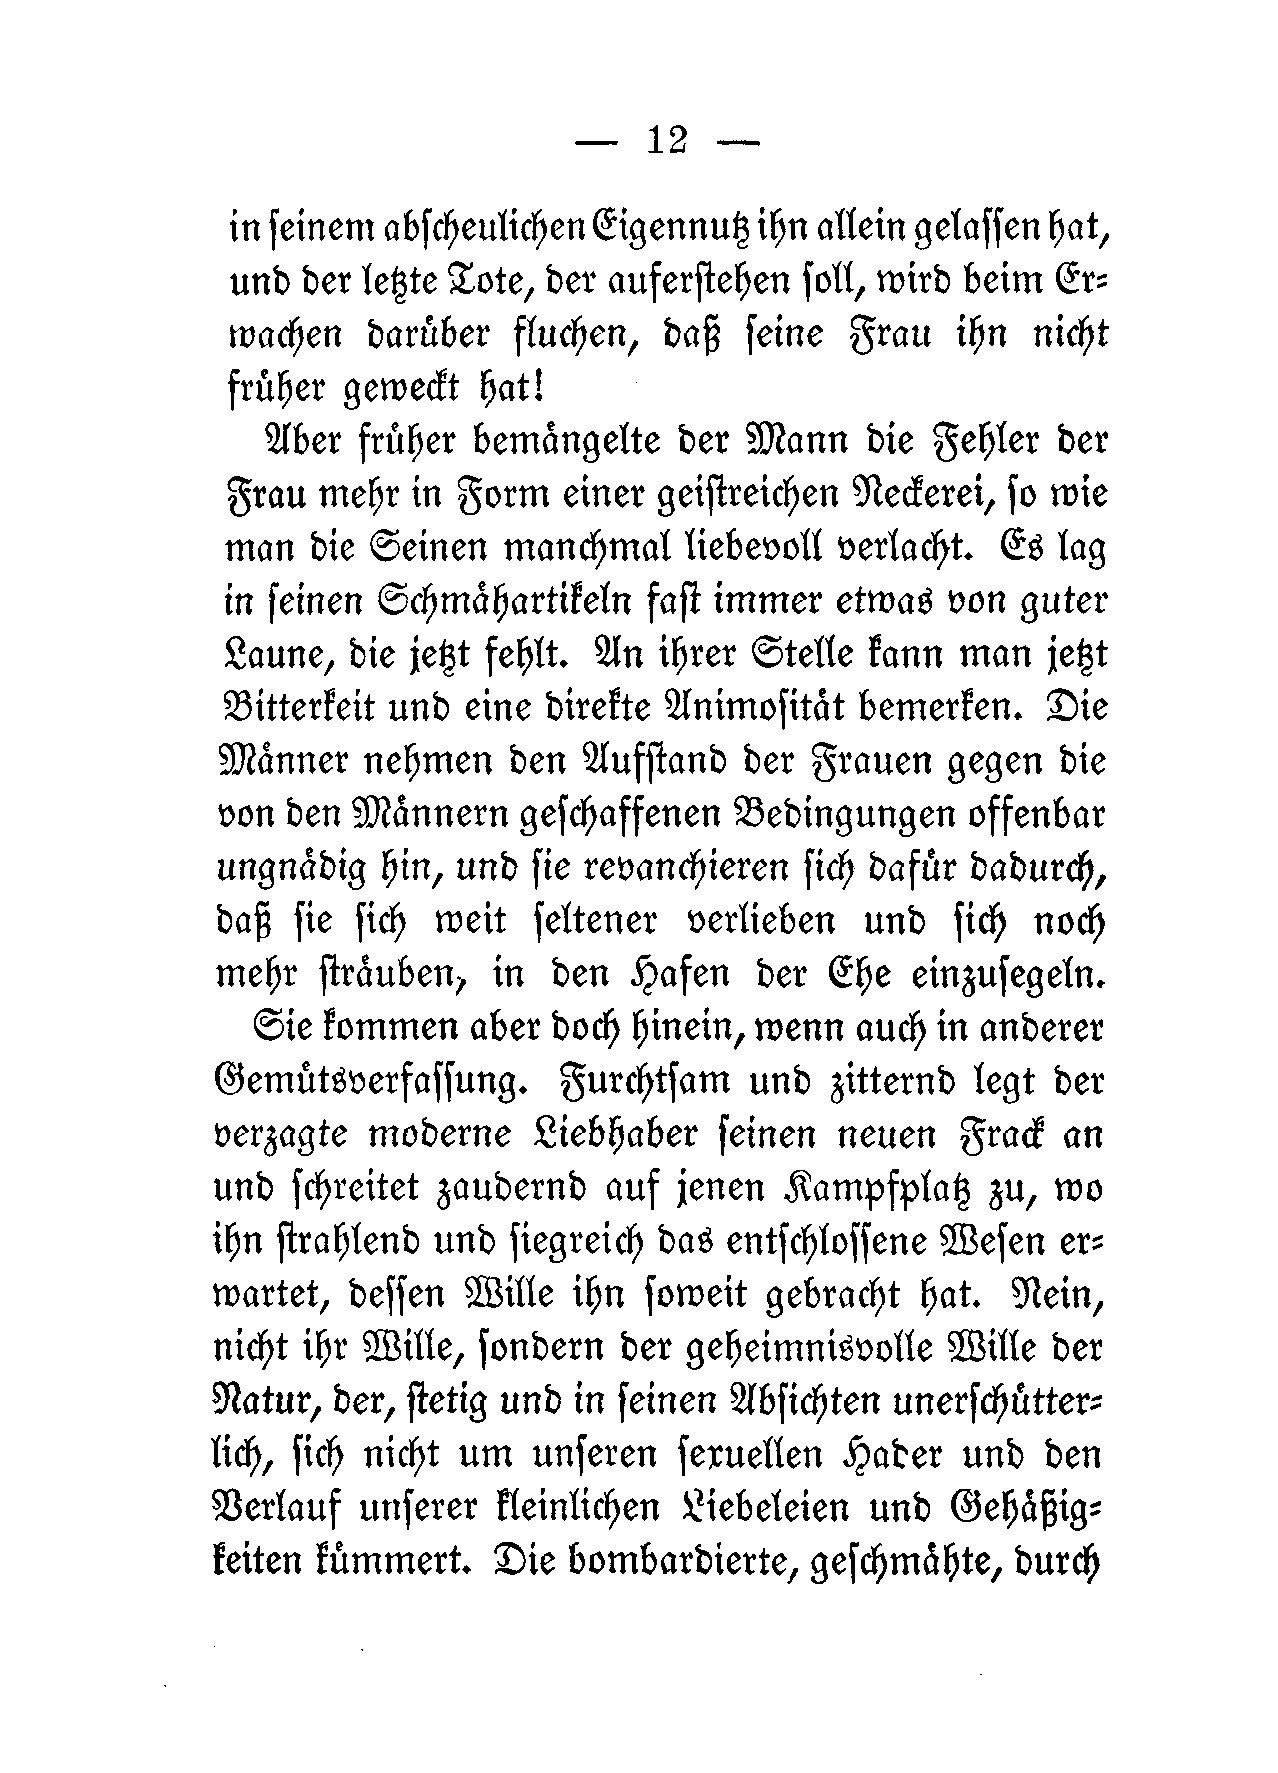 — 12 —
in seinem abscheulichen Eigennutz ihn allein gelassen hat,
und der letzte Tote, der auferstehen soll, wird beim Er-
wachen darüber fluchen, daß seine Frau ihn nicht
früher geweckt hat!
Aber früher bemängelte der Mann die Fehler der
Frau mehr in Form einer geistreichen Neckerei, so wie
man die Seinen manchmal liebevoll verlacht. Es lag
in seinen Schmähartikeln fast immer etwas von guter
Laune, die jetzt fehlt. An ihrer Stelle kann man jetzt
Bitterkeit und eine direkte Animosität bemerken. Die
Männer nehmen den Aufstand der Frauen gegen die
von den Männern geschaffenen Bedingungen offenbar
ungnädig hin, und sie revanchieren sich dafür dadurch,
daß sie sich weit seltener verlieben und sich noch
mehr sträuben, in den Hafen der Ehe einzusegeln.
Sie kommen aber doch hinein, wenn auch in anderer
Gemütsverfassung. Furchtsam und zitternd legt der
verzagte moderne Liebhaber seinen neuen Frack an
und schreitet zaudernd auf jenen Kampfplatz zu, wo
ihn strahlend und siegreich das entschlossene Wesen er-
wartet, dessen Wille ihn soweit gebracht hat. Nein,
nicht ihr Wille, sondern der geheimnisvolle Wille der
Natur, der, stetig und in seinen Absichten unerschütter-
lich, sich nicht um unseren sexuellen Hader und den
Verlauf unserer kleinlichen Liebeleien und Gehäßig-
keiten kümmert. Die bombardierte, geschmähte, durch